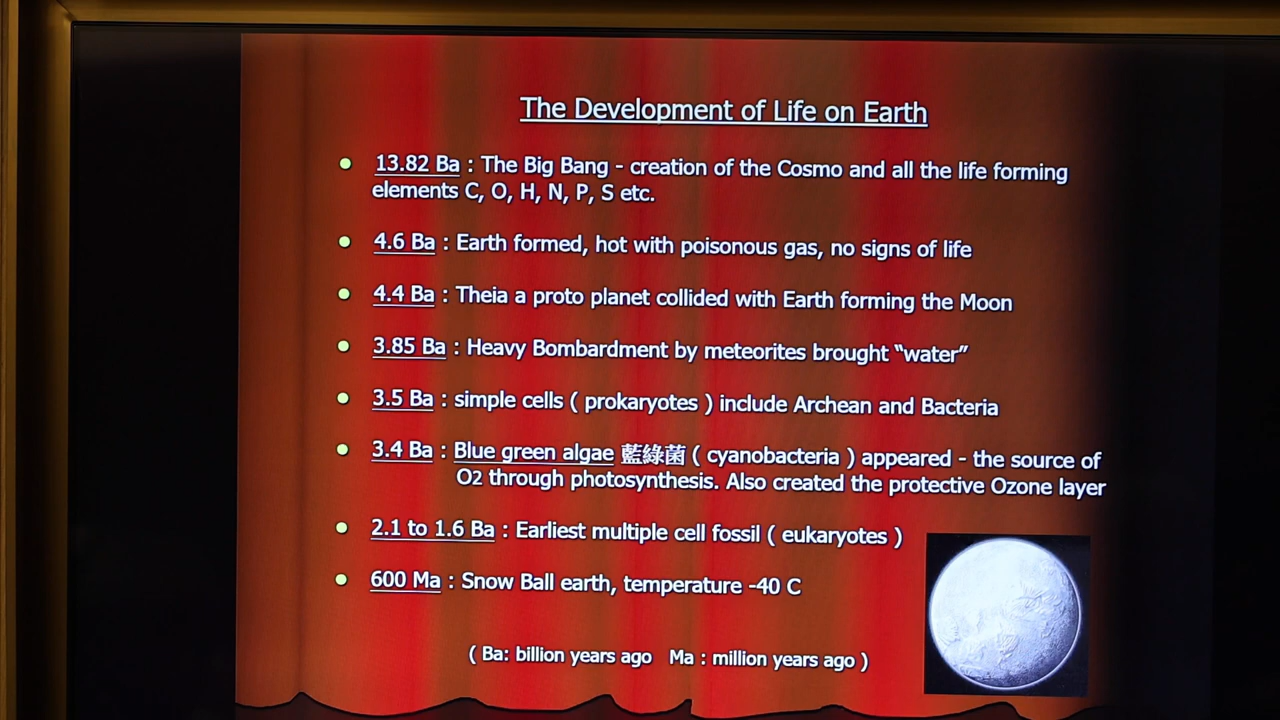 The Development of Life on Earth
13.82 Ba : The Big Bang - creation of the Cosmo and all the life forming
elements C, O, H, N, P, S etc.
4.6 Ba : Earth formed, hot with poisonous gas, no signs of life
4.4 Ba : Theia a proto planet collided with Earth forming the Moon
3.85 Ba : Heavy Bombardment by meteorites brought “water”
3.5 Ba : simple cells ( prokaryotes ) include Archean and Bacteria
3.4 Ba : Blue green algae 藍綠菌 ( cyanobacteria ) appeared - the source of
O2 through photosynthesis. Also created the protective Ozone layer
2.1 to 1.6 Ba : Earliest multiple cell fossil ( eukaryotes )
600 Ma : Snow Ball earth, temperature -40 C
( Ba: billion years ago Ma : million years ago )